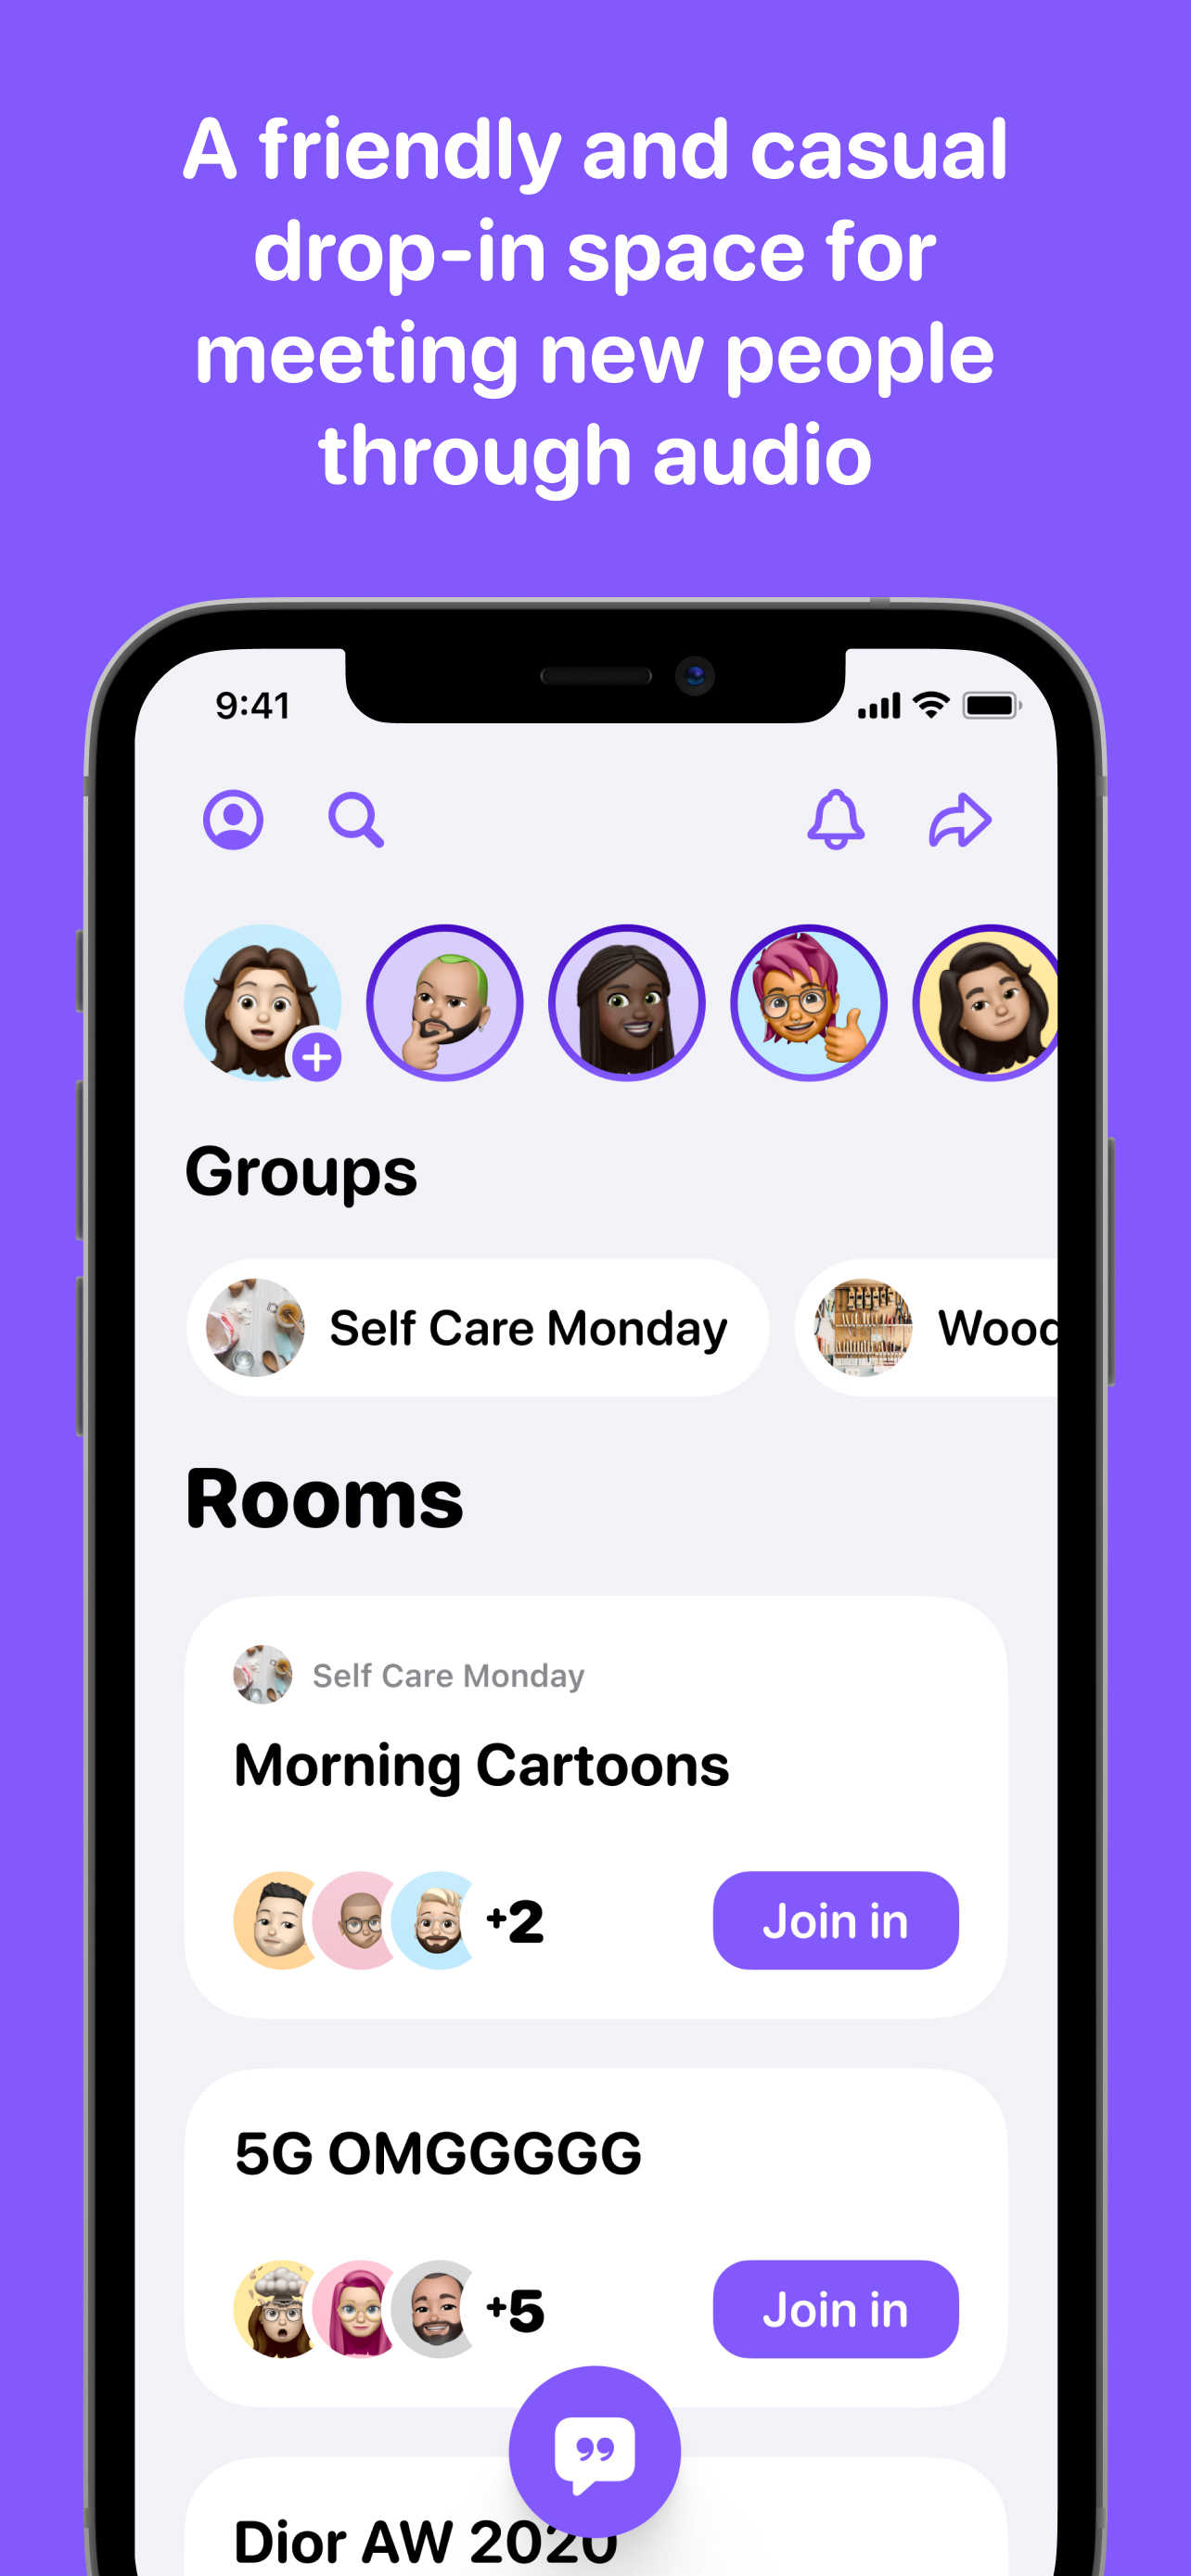 A friendly and casual
drop-in space for
meeting new people
through audio
9:41
Groups
Self Care Monday
Rooms
Self Care Monday
Morning Cartoons
+2
Join in
5G OMGGGGG
+5
Join in
Dior AW 2020